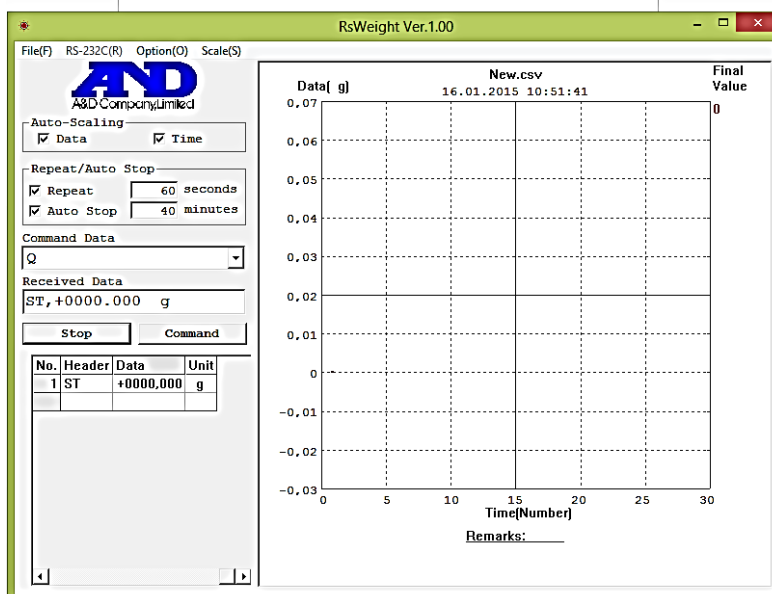 RsWeight Ver.1.00
File(F) RS-232C(R) Option(O) Scale(S)
AND
A&D Company,Limited
Auto-Scaling
Data Time
Repeat/Auto Stop
Repeat 60 seconds
Auto Stop 40 minutes
Command Data
Q
Received Data
ST,+0000.000 g
Stop Command
No. Header Data Unit
1 ST +0000,000 g
New.csv
Data( g) 16.01.2015 10:51:41
Final
Value
0
0,07
0,06
0,05
0,04
0,03
0,02
0,01
0
-0,01
-0,02
-0,03
0 5 10 15 20 25 30
Time(Number)
Remarks: